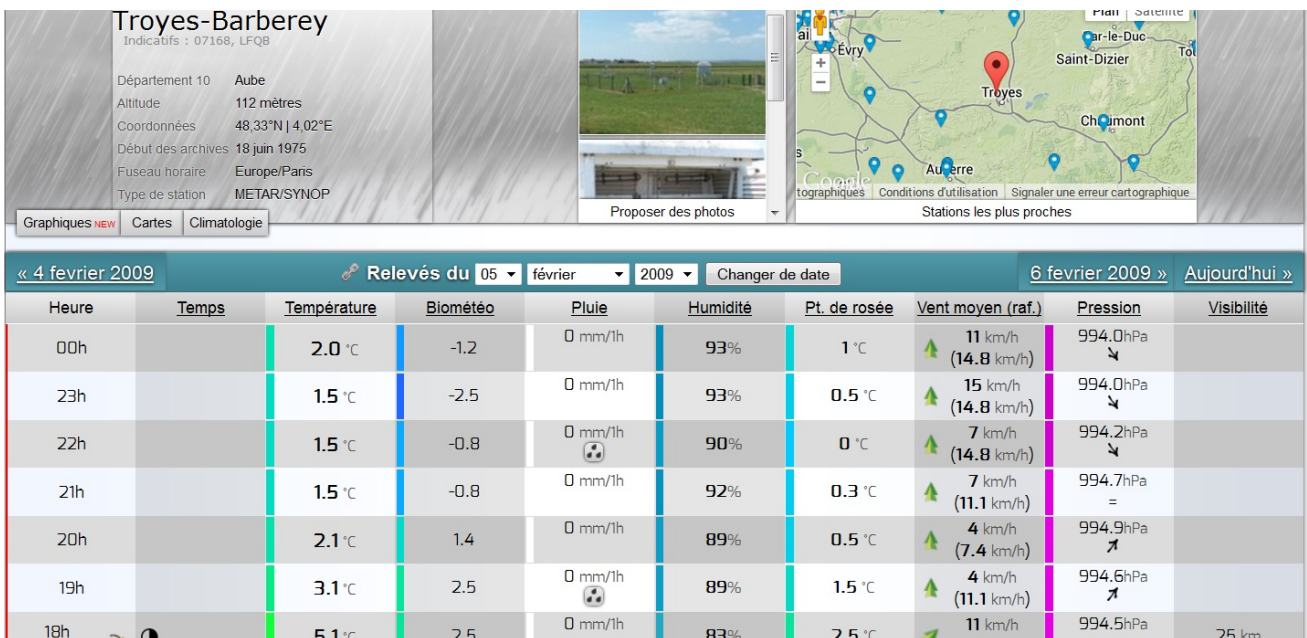 Troyes-Barberey
Indicatifs : 07168, LFQB
Département 10 Aube
Altitude 112 mètres
Coordonnées 48,33°N | 4,02°E
Début des archives 18 juin 1975
Fuseau horaire Europe/Paris
Type de station METAR/SYNOP
Graphiques NEW Cartes Climatologie
Proposer des photos
Plan Satellite
Évry
Bar-le-Duc
Saint-Dizier
Troyes
Chaumont
Auxerre
Google
Conditions d'utilisation Signaler une erreur cartographique
Stations les plus proches
« 4 fevrier 2009 Relevés du 05 février 2009 Changer de date 6 fevrier 2009 » Aujourd'hui »
Heure Temps Température Biométéo Pluie Humidité Pt. de rosée Vent moyen (raf.) Pression Visibilité
00h 2.0 °C -1.2 0 mm/1h 93% 1 °C 11 km/h (14.8 km/h) 994.0hPa
23h 1.5 °C -2.5 0 mm/1h 93% 0.5 °C 15 km/h (14.8 km/h) 994.0hPa
22h 1.5 °C -0.8 0 mm/1h 90% 0 °C 7 km/h (14.8 km/h) 994.2hPa
21h 1.5 °C -0.8 0 mm/1h 92% 0.3 °C 7 km/h (11.1 km/h) 994.7hPa =
20h 2.1 °C 1.4 0 mm/1h 89% 0.5 °C 4 km/h (7.4 km/h) 994.9hPa
19h 3.1 °C 2.5 0 mm/1h 89% 1.5 °C 4 km/h (11.1 km/h) 994.6hPa
18h 5.1 °C 2.5 0 mm/1h 83% 2.5 °C 11 km/h 994.5hPa 25 km